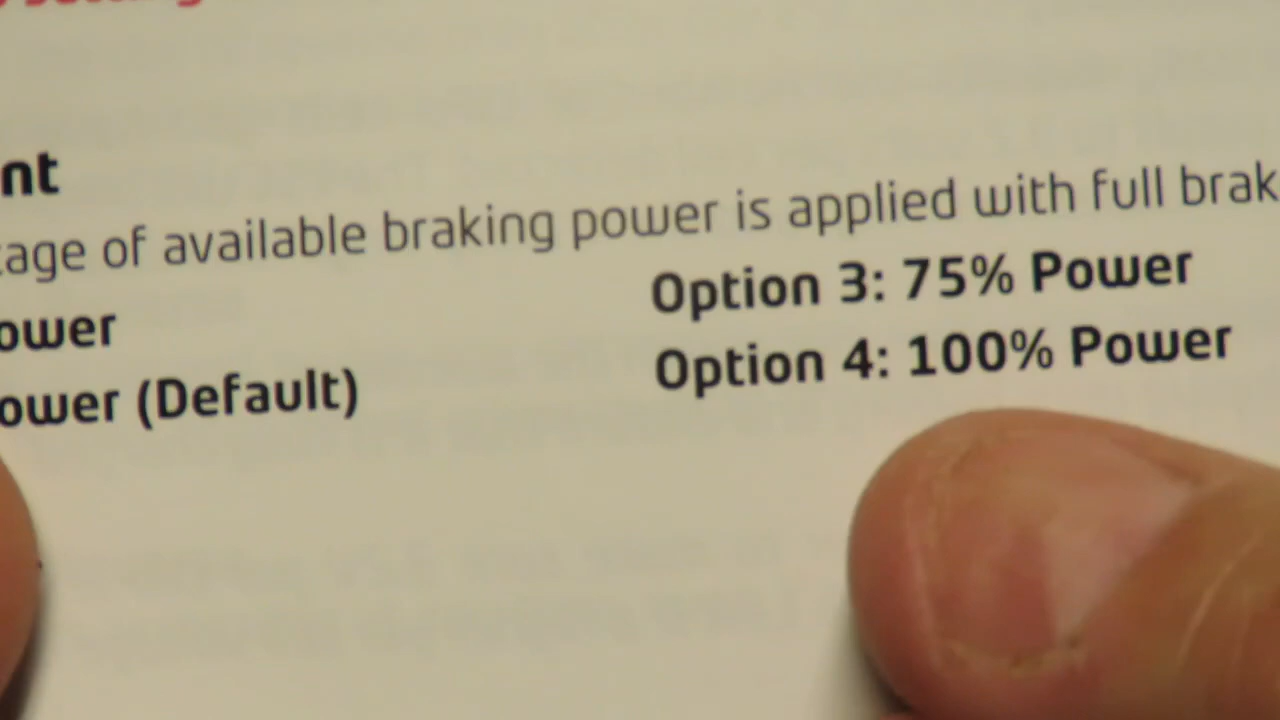 nt
tage of available braking power is applied with full brak
ower
Option 3: 75% Power
ower (Default)
Option 4: 100% Power